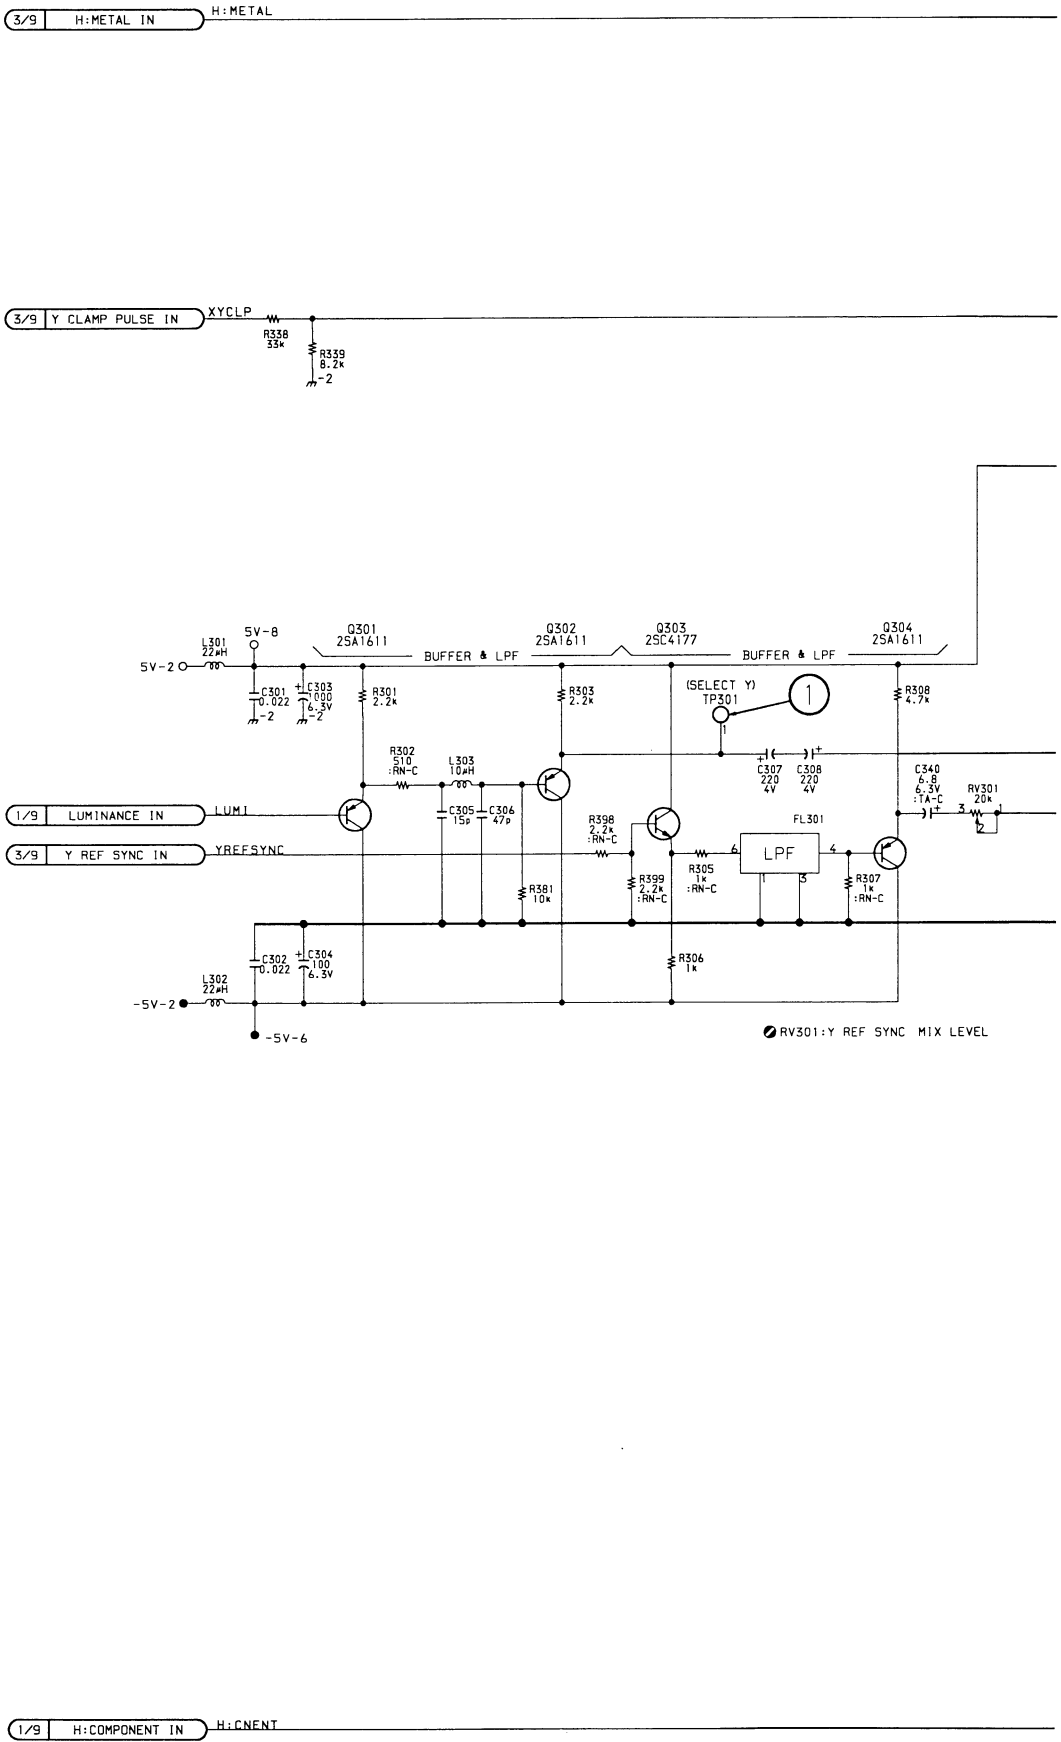 3/9 H:METAL IN H:METAL
3/9 Y CLAMP PULSE IN XYCLP
R338
33k
R339
8.2k
-2
5V-8
L301
22μH
5V-2
Q301
2SA1611
BUFFER & LPF
Q302
2SA1611
Q303
2SC4177
BUFFER & LPF
Q304
2SA1611
C301
0.022
-2
+
C303
1000
6.3V
-2
R301
2.2k
R303
2.2k
(SELECT Y)
TP301
1
1
R308
4.7k
R302
510
:RN-C
L303
10μH
+
C307
220
4V
+
C308
220
4V
C340
6.8
6.3V
:TA-C
+
RV301
20k
3
1
2
1/9 LUMINANCE IN LUMI
C305
15p
C306
47p
R398
2.2k
:RN-C
FL301
3/9 Y REF SYNC IN YREFSYNC
6
LPF
4
1
3
R305
1k
:RN-C
R307
1k
:RN-C
R399
2.2k
:RN-C
R381
10k
C302
0.022
+
C304
100
6.3V
R306
1k
L302
22μH
-5V-2
-5V-6
RV301:Y REF SYNC MIX LEVEL
1/9 H:COMPONENT IN H:CNENT